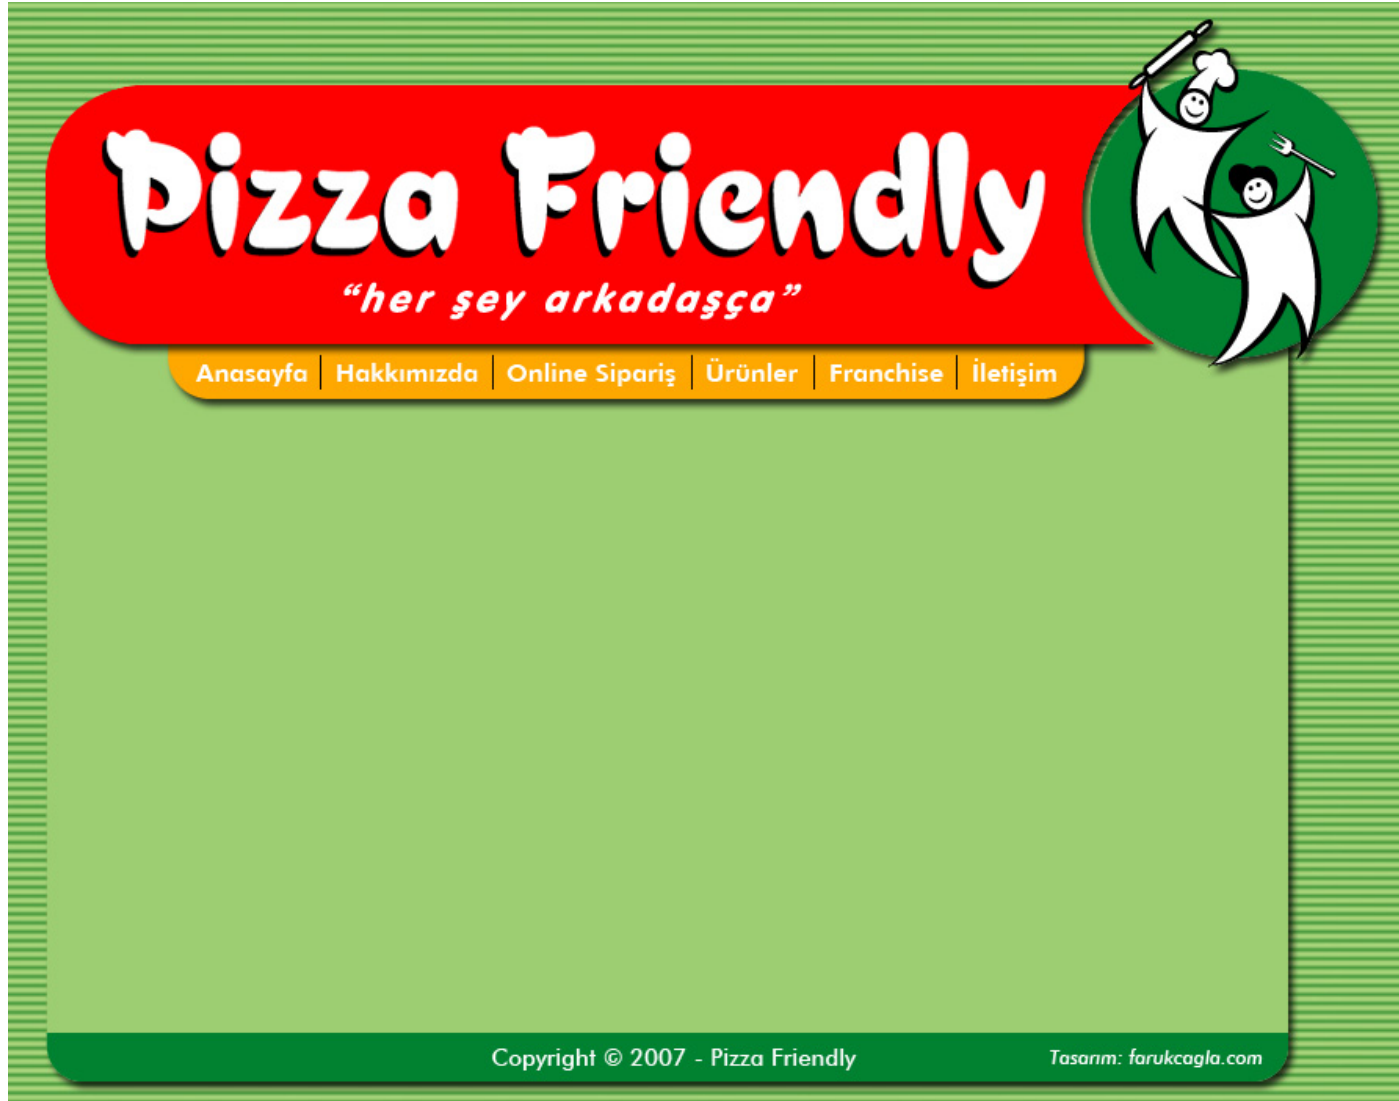 Pizza Friendly
“her şey arkadaşça”
Anasayfa Hakkımızda Online Sipariş Ürünler Franchise İletişim
Copyright © 2007 - Pizza Friendly Tasarım: farukcagla.com